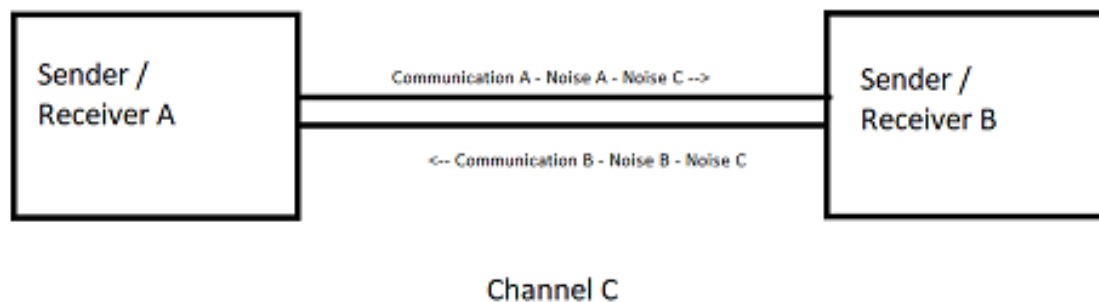 Sender /
Receiver A
Communication A - Noise A - Noise C -->
<-- Communication B - Noise B - Noise C
Sender /
Receiver B
Channel C